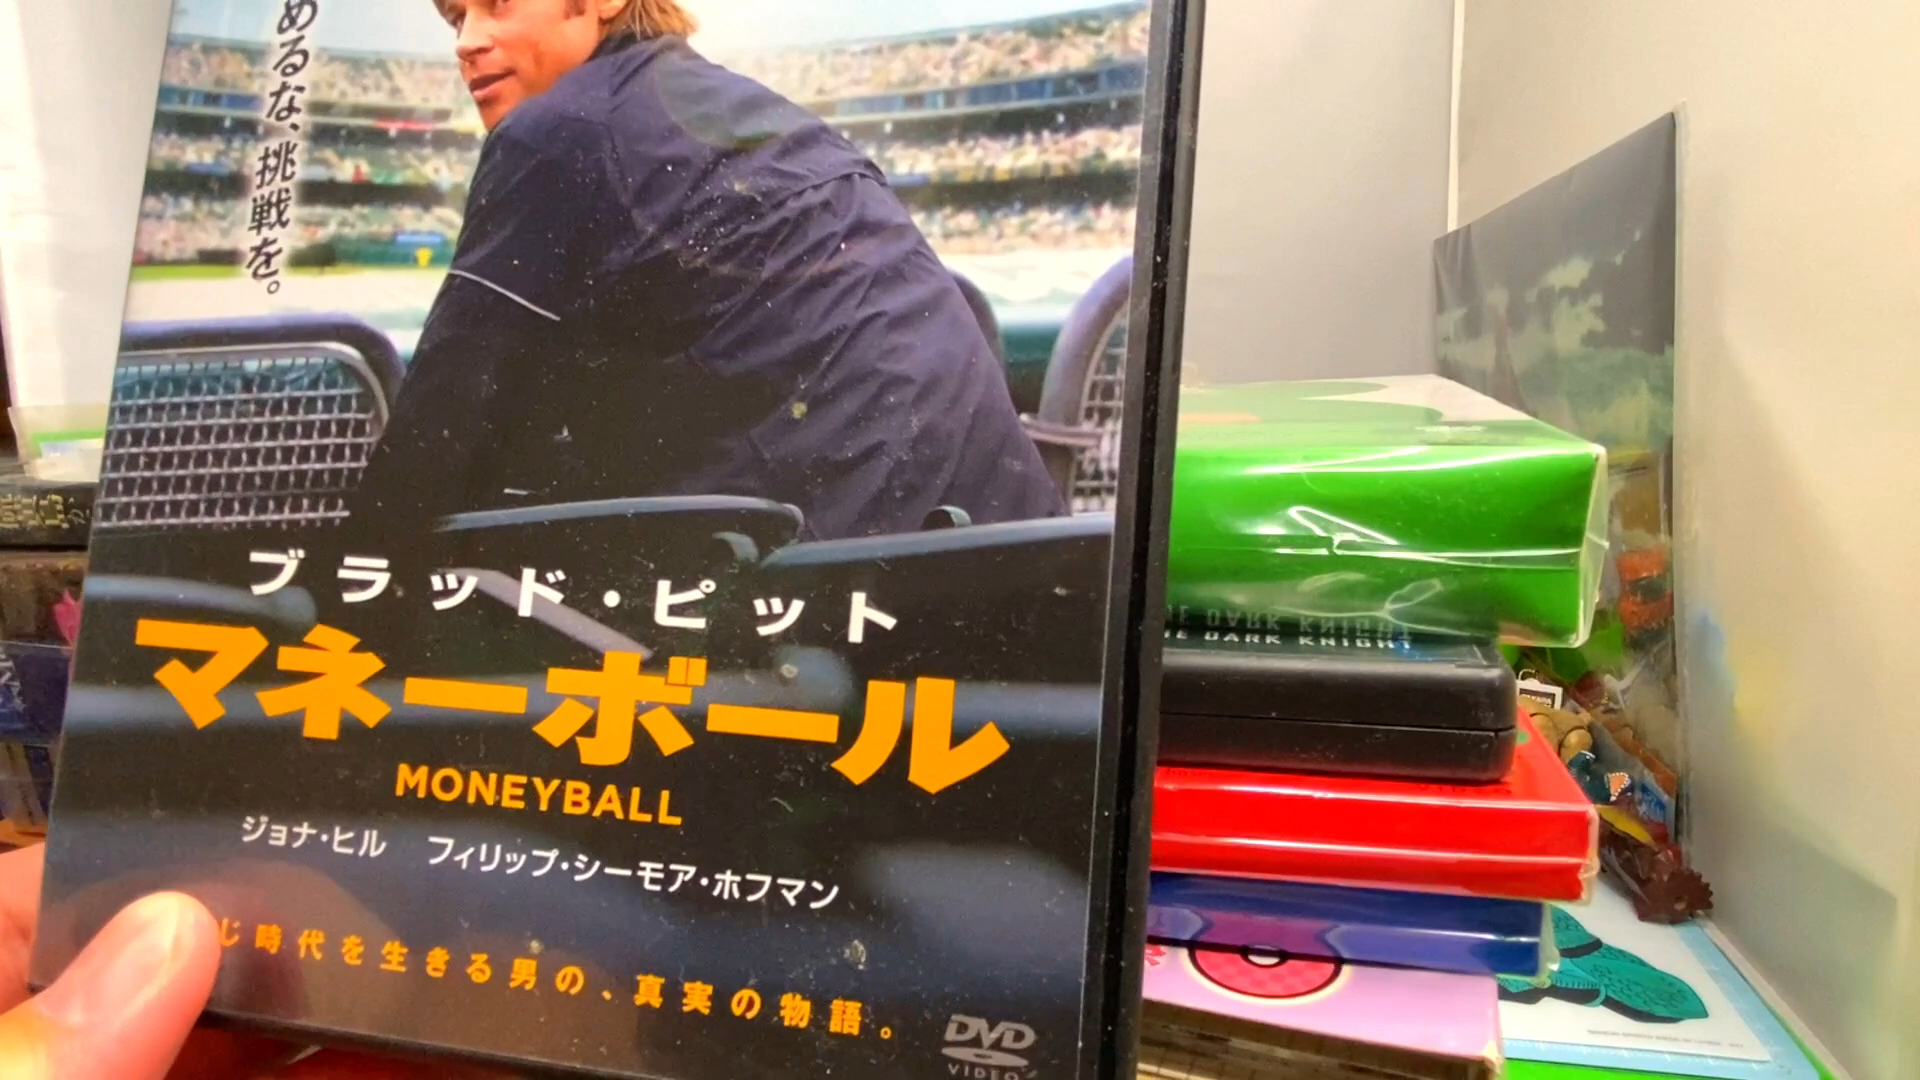 めるな、挑戦を。
ブラッド・ピット
マネーボール
MONEYBALL
ジョナ・ヒル フィリップ・シーモア・ホフマン
じ時代を生きる男の、真実の物語。
DVD
VIDEO
DARK KNIGHT